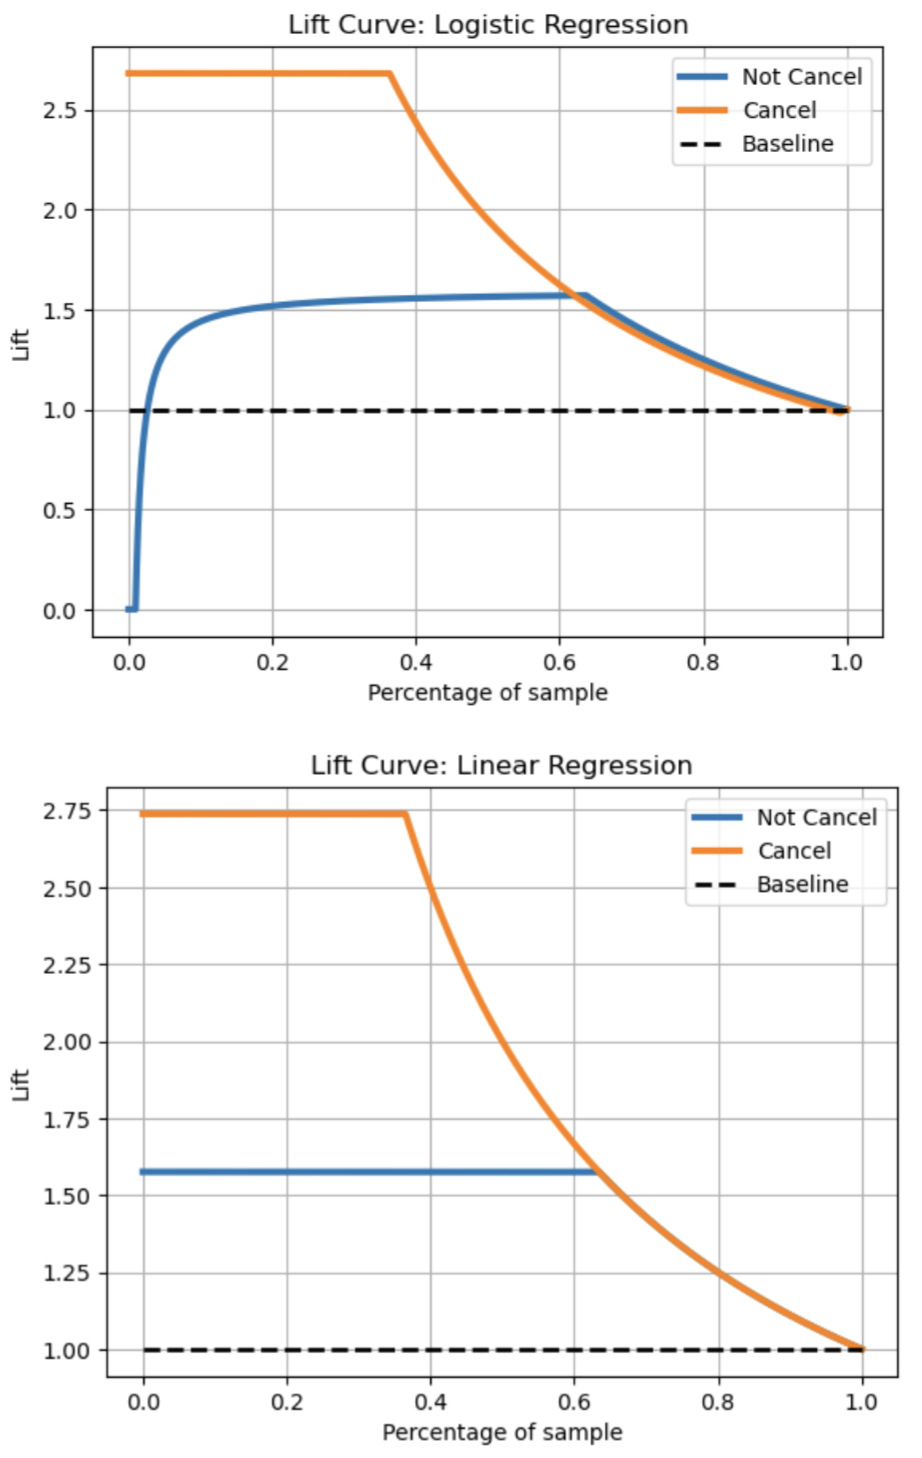 Lift Curve: Logistic Regression
Not Cancel
Cancel
Baseline
2.5
2.0
1.5
1.0
0.5
0.0
Lift
0.0 0.2 0.4 0.6 0.8 1.0
Percentage of sample
Lift Curve: Linear Regression
Not Cancel
Cancel
Baseline
2.75
2.50
2.25
2.00
1.75
1.50
1.25
1.00
Lift
0.0 0.2 0.4 0.6 0.8 1.0
Percentage of sample